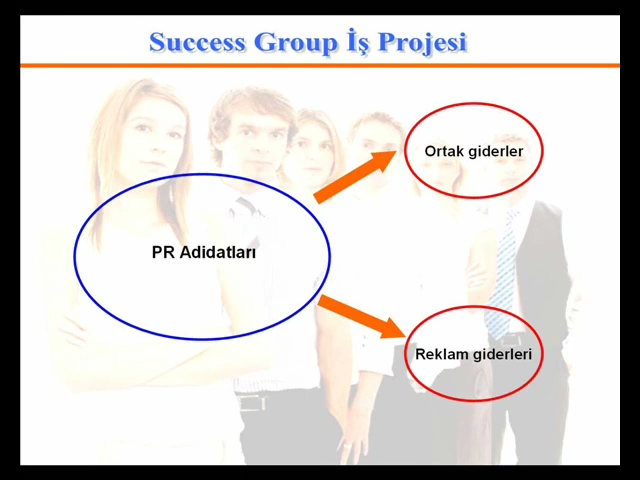 Success Group İş Projesi
Ortak giderler
PR Adidatları
Reklam giderleri